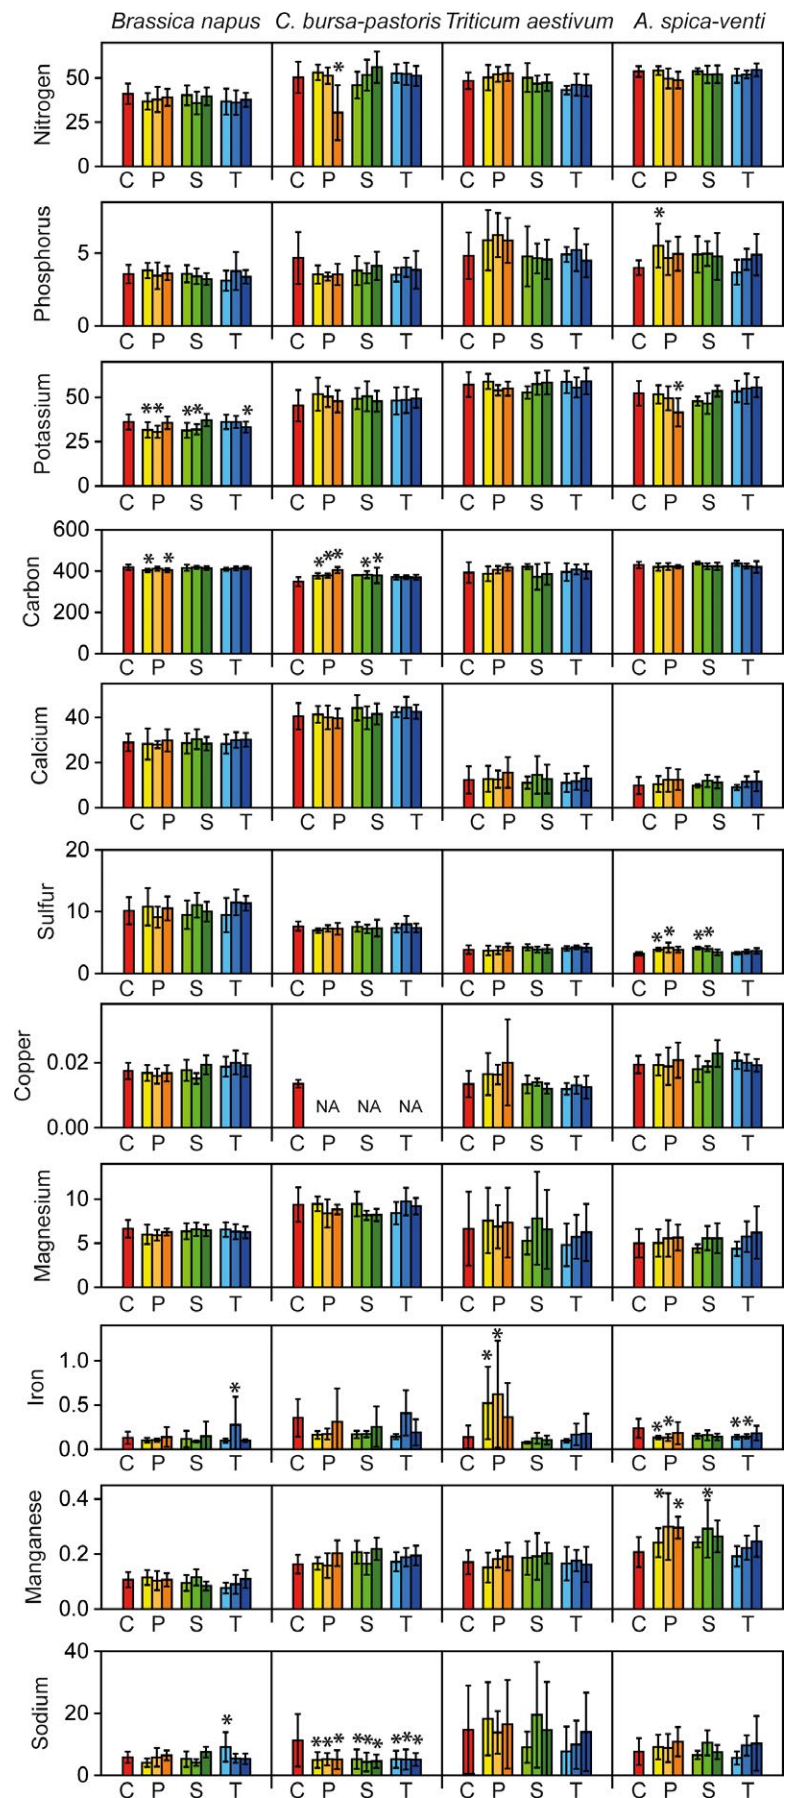 Brassica napus C. bursa-pastoris Triticum aestivum A. spica-venti
Nitrogen
50
25
0
* 
C P S T C P S T C P S T C P S T
Phosphorus
5
0
*
C P S T C P S T C P S T C P S T
Potassium
50
25
0
** ** * *
C P S T C P S T C P S T C P S T
Carbon
600
400
200
0
* * *** **
C P S T C P S T C P S T C P S T
Calcium
40
20
0
C P S T C P S T C P S T C P S T
Sulfur
20
10
0
** **
C P S T C P S T C P S T C P S T
Copper
0.02
0.00
NA NA NA
C P S T C P S T C P S T C P S T
Magnesium
10
5
0
C P S T C P S T C P S T C P S T
Iron
1.0
0.5
0.0
* ** ** **
C P S T C P S T C P S T C P S T
Manganese
0.4
0.2
0.0
* * *
C P S T C P S T C P S T C P S T
Sodium
40
20
0
* *** *** ***
C P S T C P S T C P S T C P S T